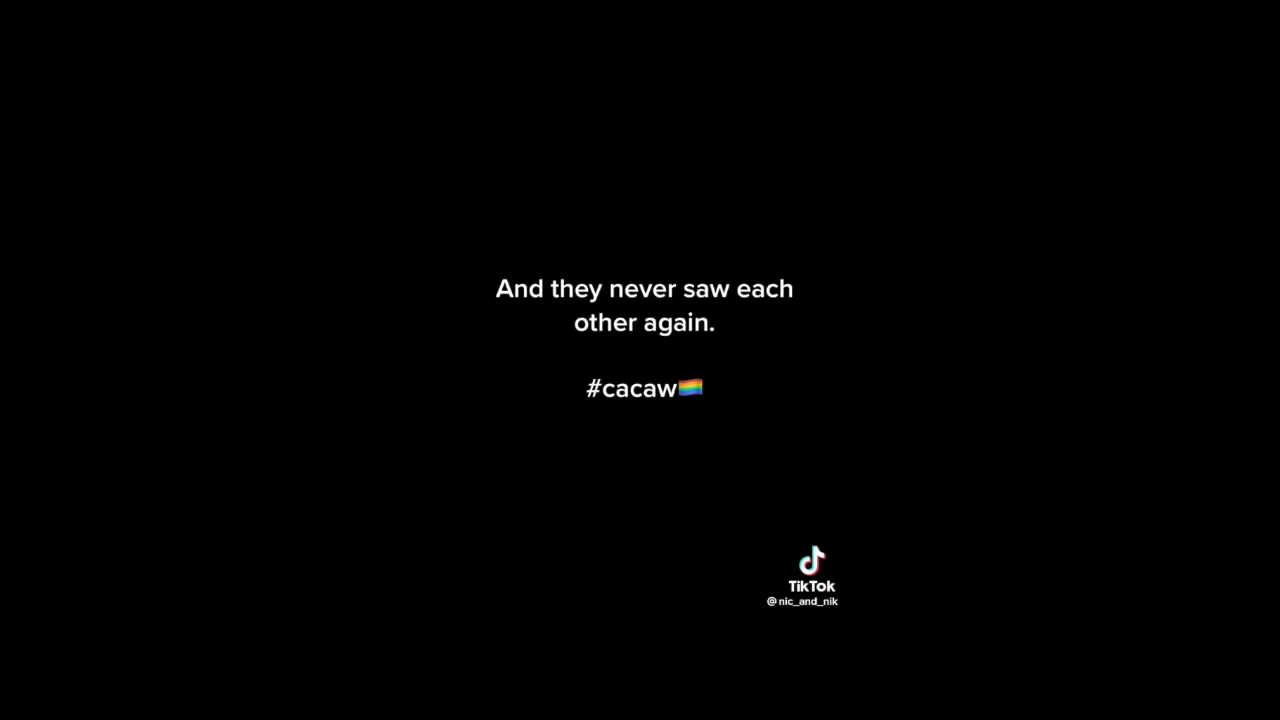 And they never saw each
other again.
#cacaw🏳️‍🌈
TikTok
@nic_and_nik